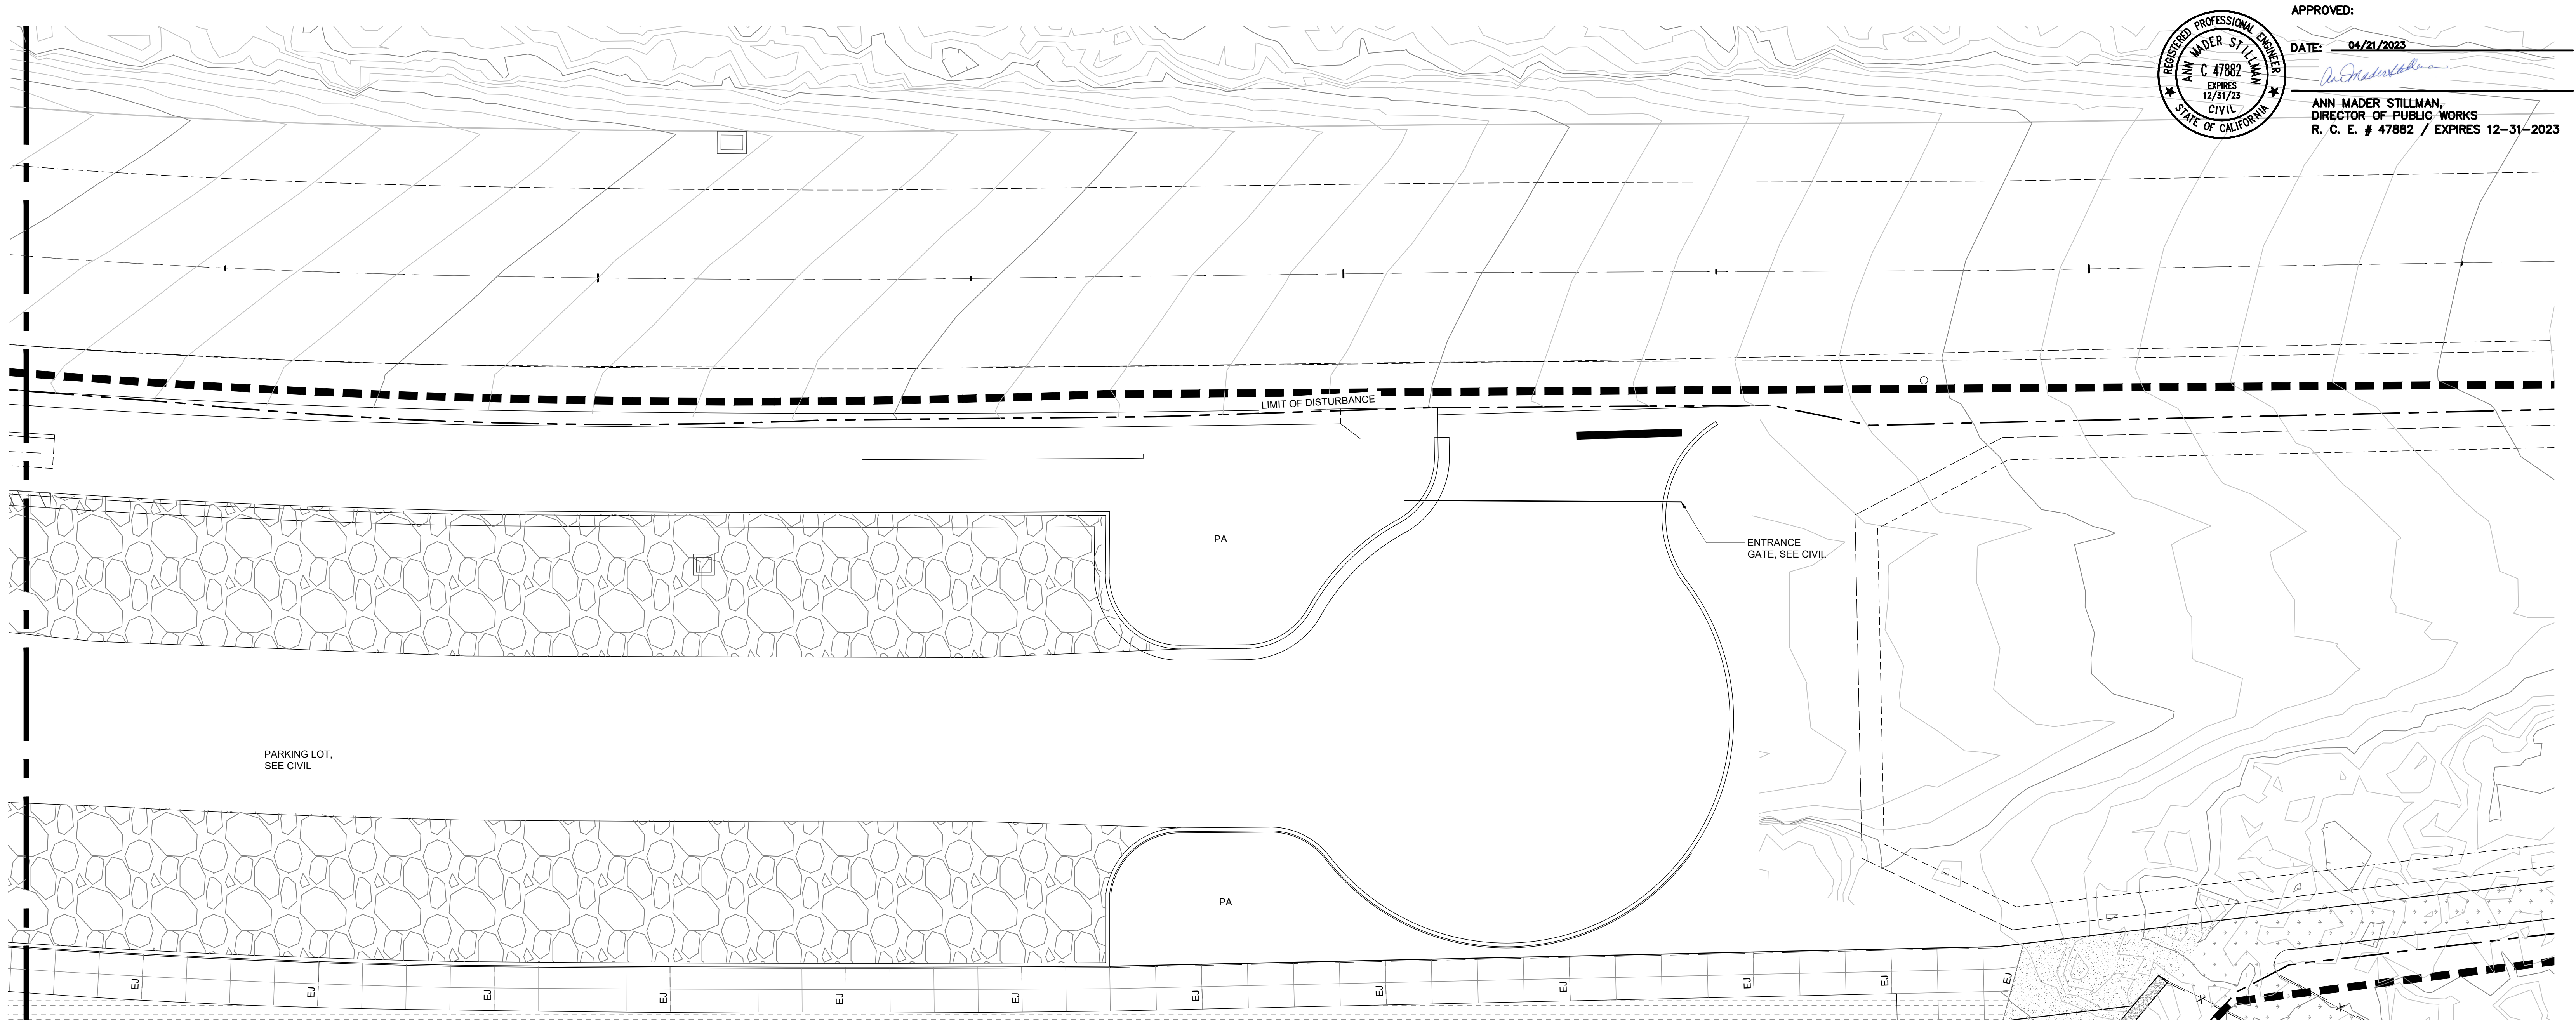 APPROVED:
DATE: 04/21/2023
REGISTERED PROFESSIONAL ENGINEER
ANN MADER STILLMAN
C 47882
EXPIRES
12/31/23
CIVIL
STATE OF CALIFORNIA
Ann Mader Stillman
ANN MADER STILLMAN,
DIRECTOR OF PUBLIC WORKS
R. C. E. # 47882 / EXPIRES 12-31-2023
LIMIT OF DISTURBANCE
PA
ENTRANCE
GATE, SEE CIVIL
PARKING LOT,
SEE CIVIL
PA
EJ
EJ
EJ
EJ
EJ
EJ
EJ
EJ
EJ
EJ
EJ
EJ